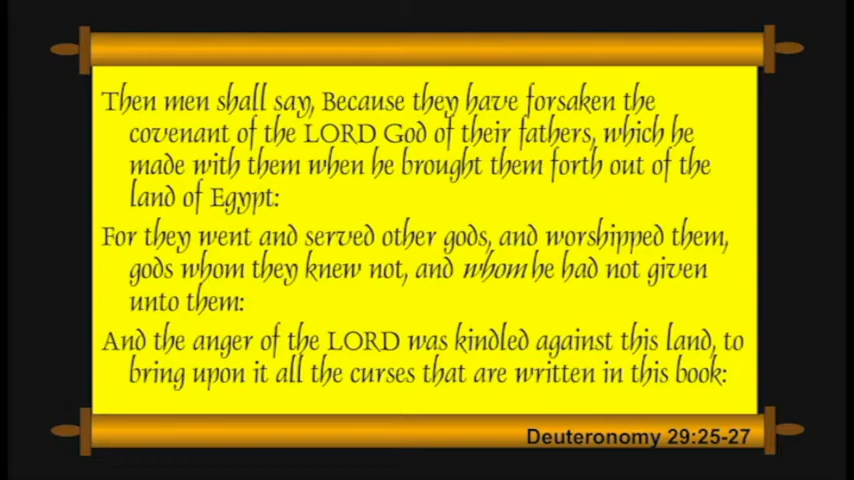 Then men shall say, Because they have forsaken the
covenant of the LORD God of their fathers, which he
made with them when he brought them forth out of the
land of Egypt:
For they went and served other gods, and worshipped them,
gods whom they knew not, and whom he had not given
unto them:
And the anger of the LORD was kindled against this land, to
bring upon it all the curses that are written in this book:
Deuteronomy 29:25-27